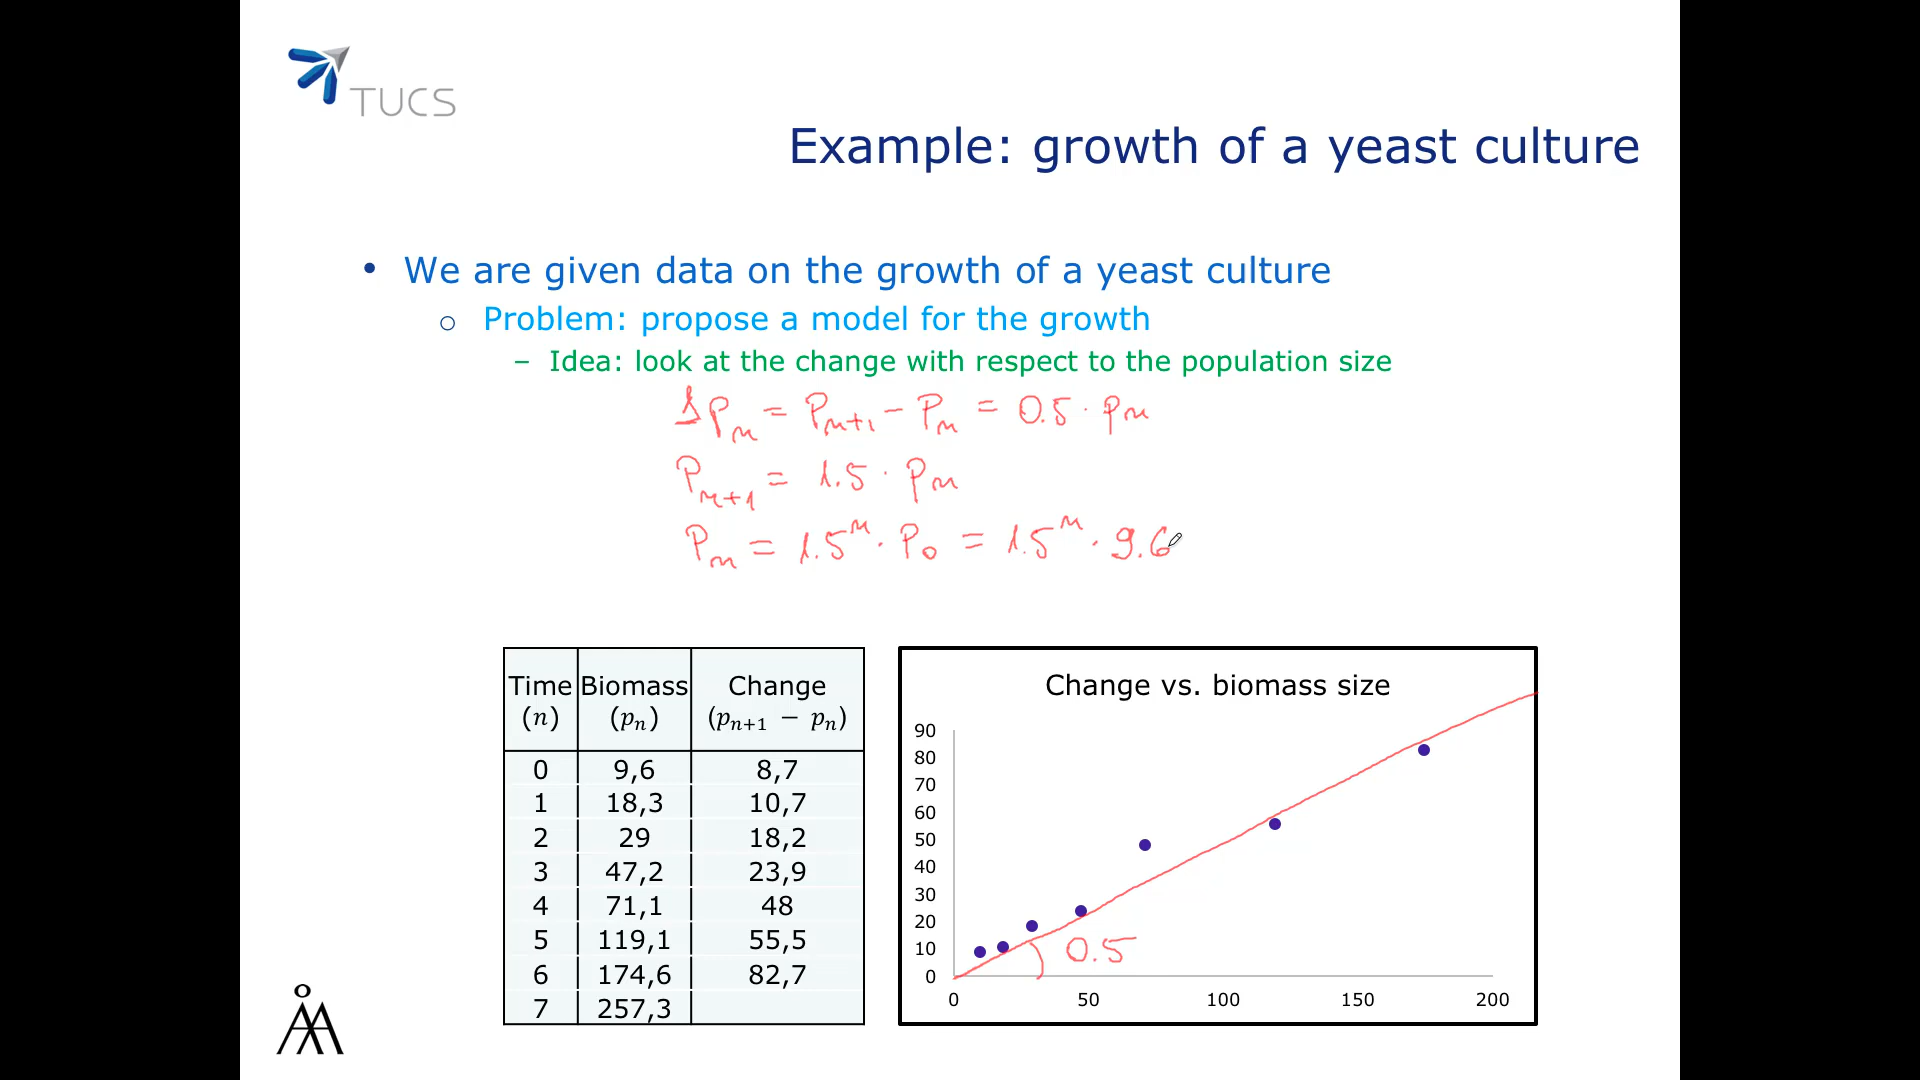 TUCS
Example: growth of a yeast culture
• We are given data on the growth of a yeast culture
o Problem: propose a model for the growth
– Idea: look at the change with respect to the population size
Δpₙ = pₙ₊₁ − pₙ = 0.5 · pₙ
pₙ₊₁ = 1.5 · pₙ
pₙ = 1.5ⁿ · p₀ = 1.5ⁿ · 9.6
Time (n) Biomass (pₙ) Change (pₙ₊₁ − pₙ)
0 9,6 8,7
1 18,3 10,7
2 29 18,2
3 47,2 23,9
4 71,1 48
5 119,1 55,5
6 174,6 82,7
7 257,3
Change vs. biomass size
90
80
70
60
50
40
30
20
10
0
0.5
0 50 100 150 200